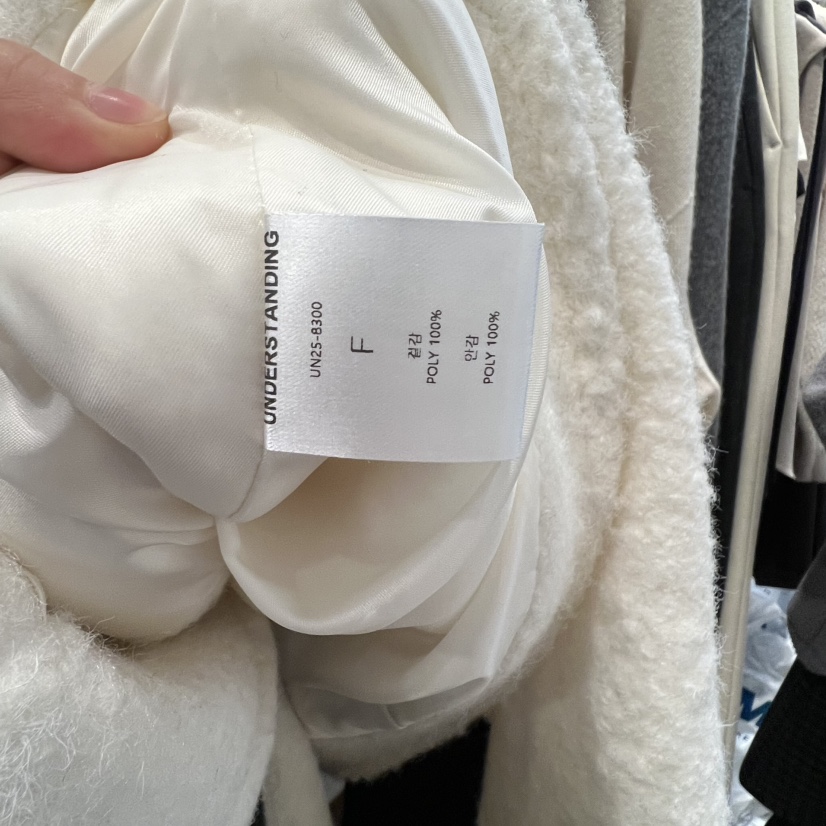 UNDERSTANDING
UN25-8300
F
겉감
POLY 100%
안감
POLY 100%